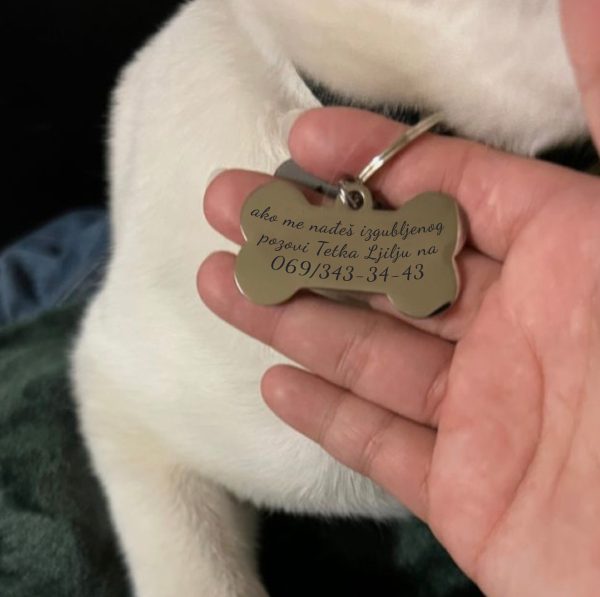 ako me nađeš izgubljenog
pozovi Tetka Ljilju na
069/343-34-43